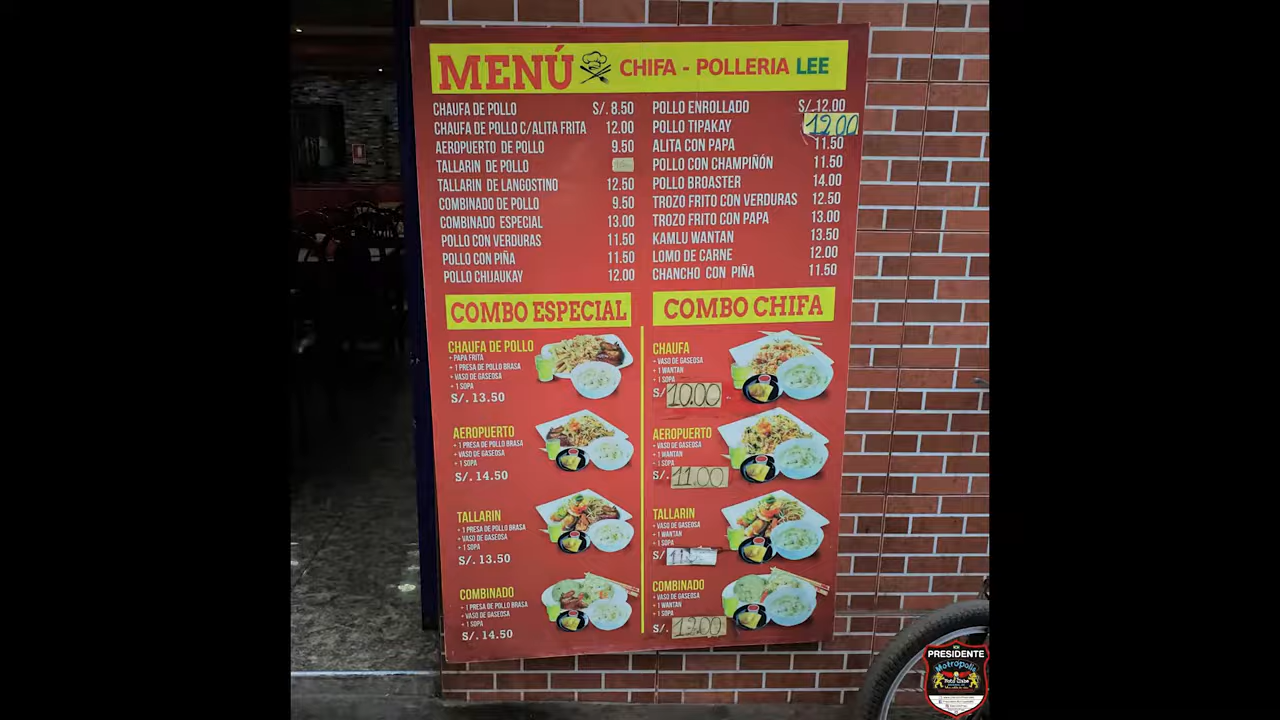 MENÚ CHIFA - POLLERIA LEE
CHAUFA DE POLLO S/. 8.50
CHAUFA DE POLLO C/ALITA FRITA 12.00
AEROPUERTO DE POLLO 9.50
TALLARIN DE POLLO
TALLARIN DE LANGOSTINO 12.50
COMBINADO DE POLLO 9.50
COMBINADO ESPECIAL 13.00
POLLO CON VERDURAS 11.50
POLLO CON PIÑA 11.50
POLLO CHIJAUKAY 12.00
POLLO ENROLLADO S/.12.00
POLLO TIPAKAY 12.00
ALITA CON PAPA 11.50
POLLO CON CHAMPIÑÓN 11.50
POLLO BROASTER 14.00
TROZO FRITO CON VERDURAS 12.50
TROZO FRITO CON PAPA 13.00
KAMLU WANTAN 13.50
LOMO DE CARNE 12.00
CHANCHO CON PIÑA 11.50
COMBO ESPECIAL
CHAUFA DE POLLO
+ PAPA FRITA
+ 1 PRESA DE POLLO BRASA
+ VASO DE GASEOSA
+ 1 SOPA
S/. 13.50
AEROPUERTO
+ 1 PRESA DE POLLO BRASA
+ VASO DE GASEOSA
+ 1 SOPA
S/. 14.50
TALLARIN
+ 1 PRESA DE POLLO BRASA
+ VASO DE GASEOSA
+ 1 SOPA
S/. 13.50
COMBINADO
+ 1 PRESA DE POLLO BRASA
+ VASO DE GASEOSA
+ 1 SOPA
S/. 14.50
COMBO CHIFA
CHAUFA
+ VASO DE GASEOSA
+ 1 WANTAN
+ 1 SOPA
S/ 10.00
AEROPUERTO
+ VASO DE GASEOSA
+ 1 WANTAN
+ 1 SOPA
S/. 11.00
TALLARIN
+ VASO DE GASEOSA
+ 1 WANTAN
+ 1 SOPA
S/
COMBINADO
+ VASO DE GASEOSA
+ 1 WANTAN
+ 1 SOPA
S/. 12.00
PRESIDENTE
Motropolis